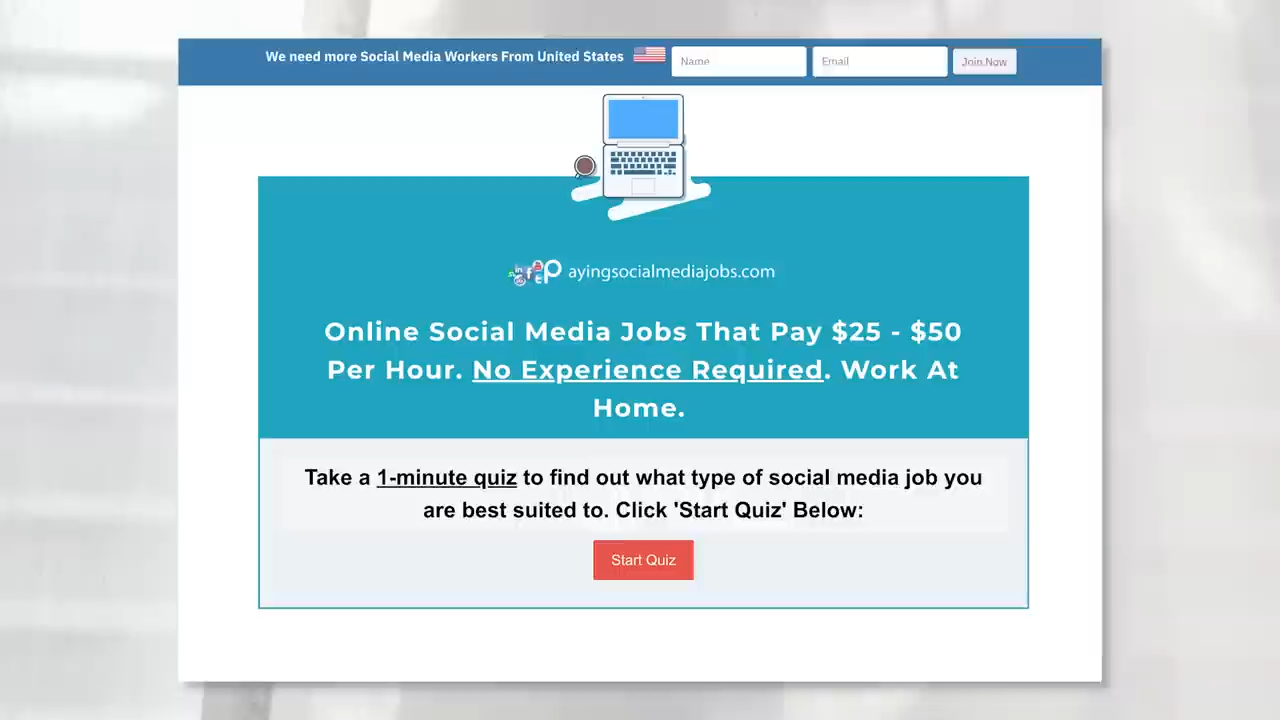 We need more Social Media Workers From United States
Name
Email
Join Now
payingsocialmediajobs.com
Online Social Media Jobs That Pay $25 - $50
Per Hour. No Experience Required. Work At
Home.
Take a 1-minute quiz to find out what type of social media job you
are best suited to. Click 'Start Quiz' Below:
Start Quiz